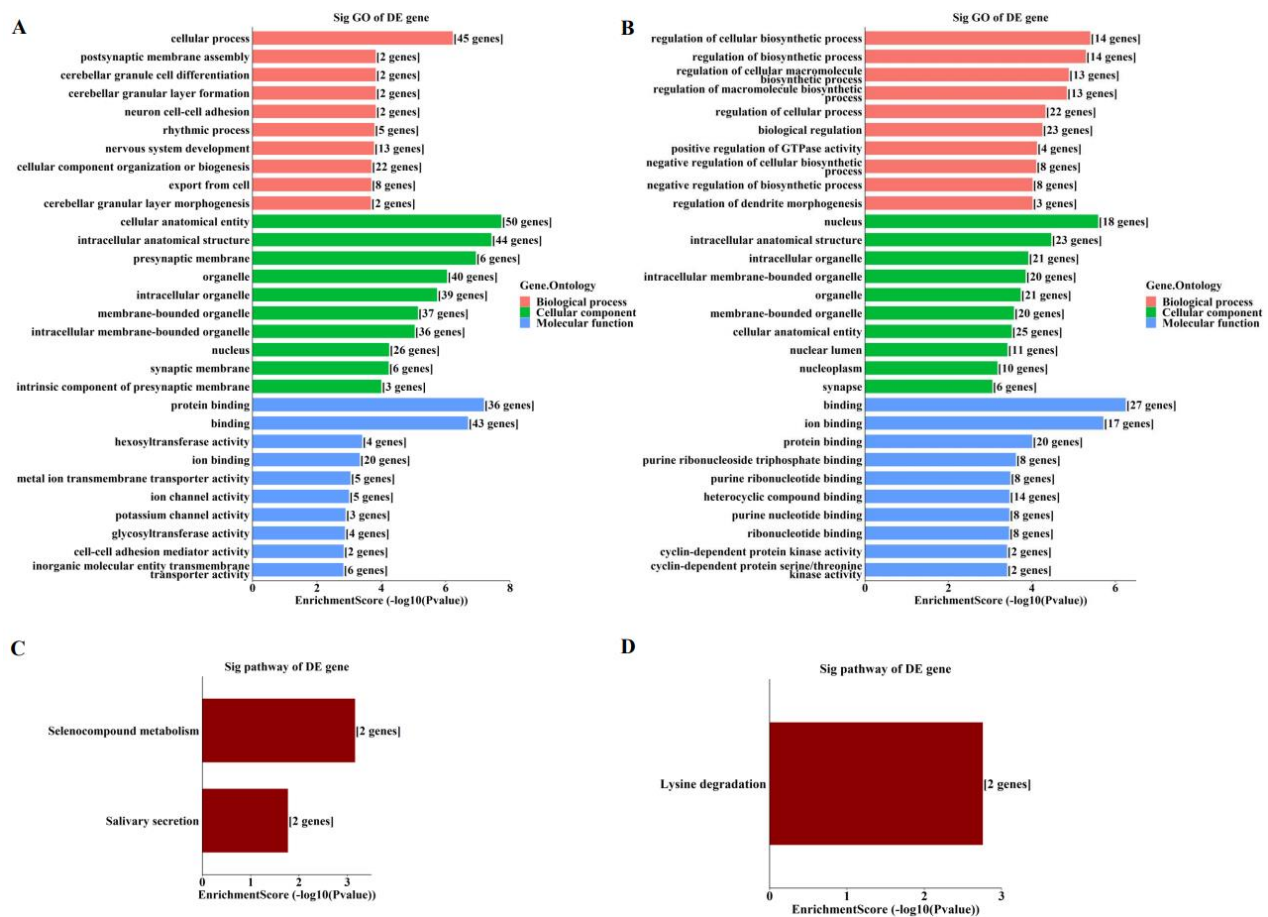 A
Sig GO of DE gene
cellular process
[45 genes]
postsynaptic membrane assembly
[2 genes]
cerebellar granule cell differentiation
[2 genes]
cerebellar granular layer formation
[2 genes]
neuron cell-cell adhesion
[2 genes]
rhythmic process
[5 genes]
nervous system development
[13 genes]
cellular component organization or biogenesis
[22 genes]
export from cell
[8 genes]
cerebellar granular layer morphogenesis
[2 genes]
cellular anatomical entity
[50 genes]
intracellular anatomical structure
[44 genes]
presynaptic membrane
[6 genes]
organelle
[40 genes]
intracellular organelle
[39 genes]
membrane-bounded organelle
[37 genes]
intracellular membrane-bounded organelle
[36 genes]
nucleus
[26 genes]
synaptic membrane
[6 genes]
intrinsic component of presynaptic membrane
[3 genes]
protein binding
[36 genes]
binding
[43 genes]
hexosyltransferase activity
[4 genes]
ion binding
[20 genes]
metal ion transmembrane transporter activity
[5 genes]
ion channel activity
[5 genes]
potassium channel activity
[3 genes]
glycosyltransferase activity
[4 genes]
cell-cell adhesion mediator activity
[2 genes]
inorganic molecular entity transmembrane
transporter activity
[6 genes]
0 2 4 6 8
EnrichmentScore (-log10(Pvalue))
Gene.Ontology
Biological process
Cellular component
Molecular function
B
Sig GO of DE gene
regulation of cellular biosynthetic process
[14 genes]
regulation of biosynthetic process
[14 genes]
regulation of cellular macromolecule
biosynthetic process
[13 genes]
regulation of macromolecule biosynthetic
process
[13 genes]
regulation of cellular process
[22 genes]
biological regulation
[23 genes]
positive regulation of GTPase activity
[4 genes]
negative regulation of cellular biosynthetic
process
[8 genes]
negative regulation of biosynthetic process
[8 genes]
regulation of dendrite morphogenesis
[3 genes]
nucleus
[18 genes]
intracellular anatomical structure
[23 genes]
intracellular organelle
[21 genes]
intracellular membrane-bounded organelle
[20 genes]
organelle
[21 genes]
membrane-bounded organelle
[20 genes]
cellular anatomical entity
[25 genes]
nuclear lumen
[11 genes]
nucleoplasm
[10 genes]
synapse
[6 genes]
binding
[27 genes]
ion binding
[17 genes]
protein binding
[20 genes]
purine ribonucleoside triphosphate binding
[8 genes]
purine ribonucleotide binding
[8 genes]
heterocyclic compound binding
[14 genes]
purine nucleotide binding
[8 genes]
ribonucleotide binding
[8 genes]
cyclin-dependent protein kinase activity
[2 genes]
cyclin-dependent protein serine/threonine
kinase activity
[2 genes]
0 2 4 6
EnrichmentScore (-log10(Pvalue))
Gene.Ontology
Biological process
Cellular component
Molecular function
C
Sig pathway of DE gene
Selenocompound metabolism
[2 genes]
Salivary secretion
[2 genes]
0 1 2 3
EnrichmentScore (-log10(Pvalue))
D
Sig pathway of DE gene
Lysine degradation
[2 genes]
0 1 2 3
EnrichmentScore (-log10(Pvalue))